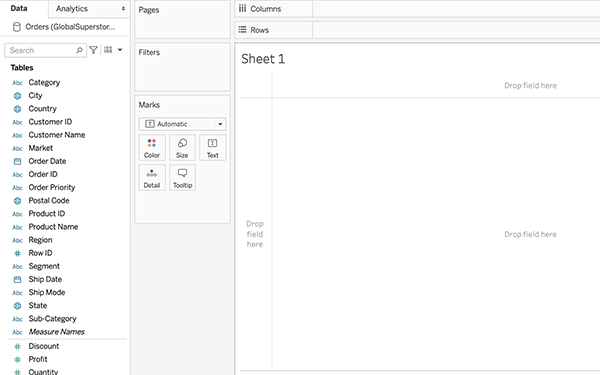 Data
Analytics
Orders (GlobalSuperstor...
Search
Tables
Abc Category
City
Country
Abc Customer ID
Abc Customer Name
Abc Market
Order Date
Abc Order ID
Abc Order Priority
Postal Code
Abc Product ID
Abc Product Name
Abc Region
# Row ID
Abc Segment
Ship Date
Abc Ship Mode
State
Abc Sub-Category
Abc Measure Names
# Discount
# Profit
# Quantity
Pages
Filters
Marks
T Automatic
Color
Size
T Text
Detail
Tooltip
Columns
Rows
Sheet 1
Drop field here
Drop
field
here
Drop field here